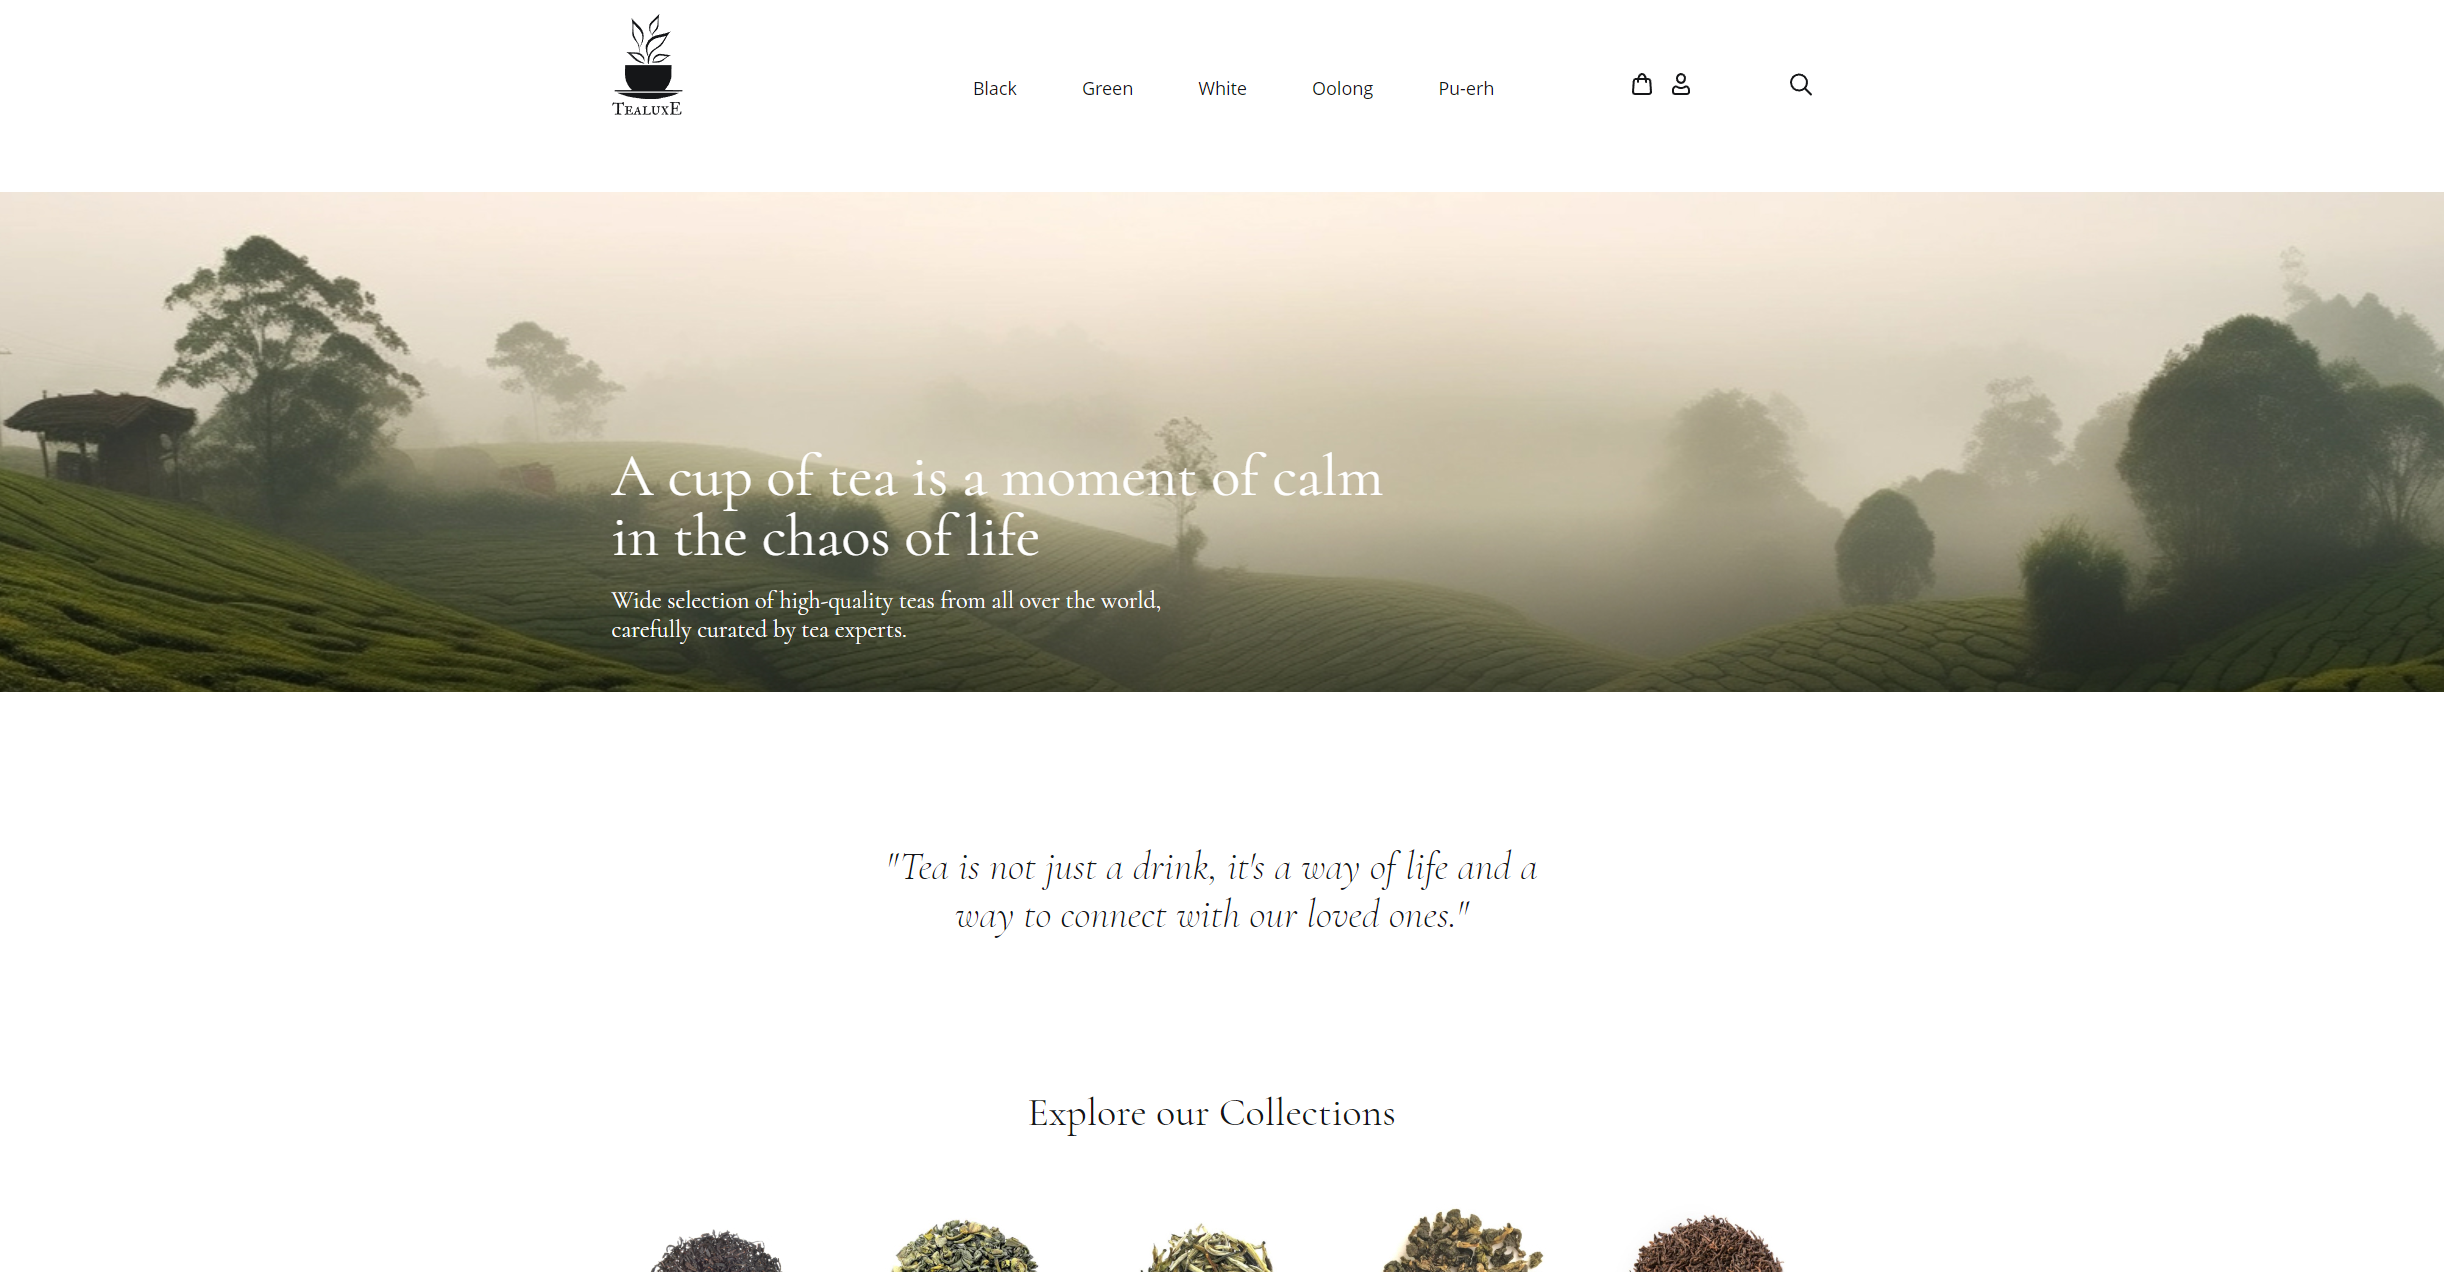 TEALUXE
Black
Green
White
Oolong
Pu-erh
A cup of tea is a moment of calm
in the chaos of life
Wide selection of high-quality teas from all over the world,
carefully curated by tea experts.
"Tea is not just a drink, it's a way of life and a
way to connect with our loved ones."
Explore our Collections